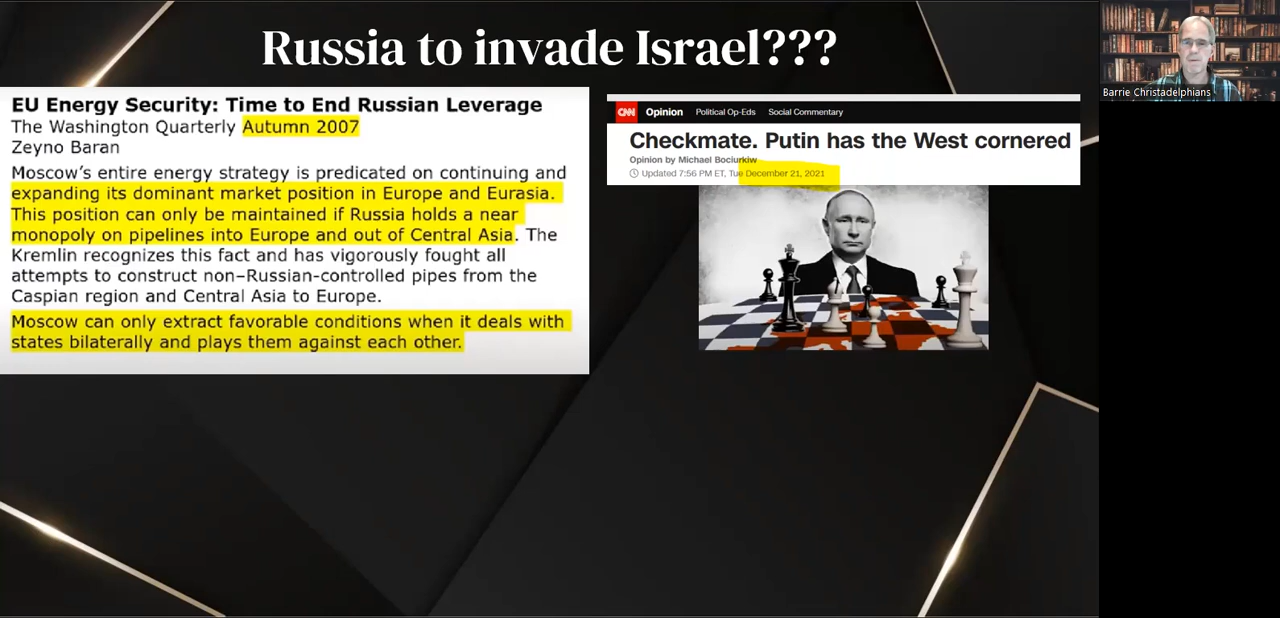 Russia to invade Israel???
EU Energy Security: Time to End Russian Leverage
The Washington Quarterly Autumn 2007
Zeyno Baran
Moscow’s entire energy strategy is predicated on continuing and
expanding its dominant market position in Europe and Eurasia.
This position can only be maintained if Russia holds a near
monopoly on pipelines into Europe and out of Central Asia. The
Kremlin recognizes this fact and has vigorously fought all
attempts to construct non–Russian-controlled pipes from the
Caspian region and Central Asia to Europe.
Moscow can only extract favorable conditions when it deals with
states bilaterally and plays them against each other.
CNN Opinion Political Op-Eds Social Commentary
Checkmate. Putin has the West cornered
Opinion by Michael Bociurkiw
Updated 7:56 PM ET, Tue December 21, 2021
Barrie Christadelphians